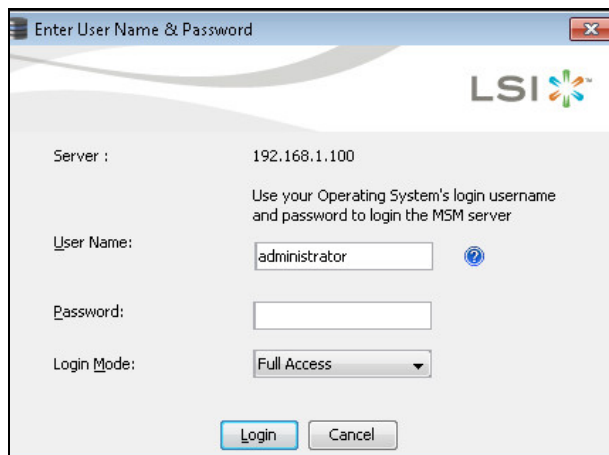 Enter User Name & Password
LSI™
Server : 192.168.1.100
Use your Operating System's login username
and password to login the MSM server
User Name: administrator
Password:
Login Mode: Full Access
Login Cancel